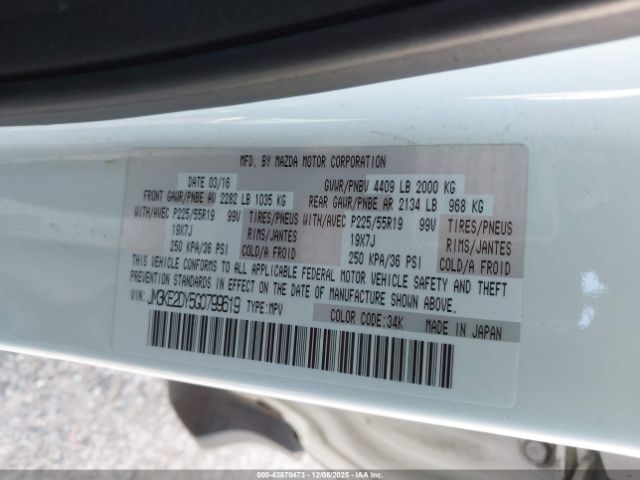 MFD. BY MAZDA MOTOR CORPORATION
DATE 03/16 GVWR/PNBV 4409 LB 2000 KG
FRONT GAWR/PNBE AV 2282 LB 1035 KG REAR GAWR/PNBE AR 2134 LB 968 KG
WITH/AVEC P225/55R19 99V TIRES/PNEUS WITH/AVEC P225/55R19 99V TIRES/PNEUS
19X7J RIMS/JANTES 19X7J RIMS/JANTES
250 KPA/36 PSI COLD/A FROID 250 KPA/36 PSI COLD/A FROID
THIS VEHICLE CONFORMS TO ALL APPLICABLE FEDERAL MOTOR VEHICLE SAFETY AND THEFT
PREVENTION STANDARDS IN EFFECT ON THE DATE OF MANUFACTURE SHOWN ABOVE.
VIN: JM3KE2DY5G0799619 TYPE:MPV COLOR CODE:34K MADE IN JAPAN
000-43870473 - 12/08/2025 - IAAI.COM